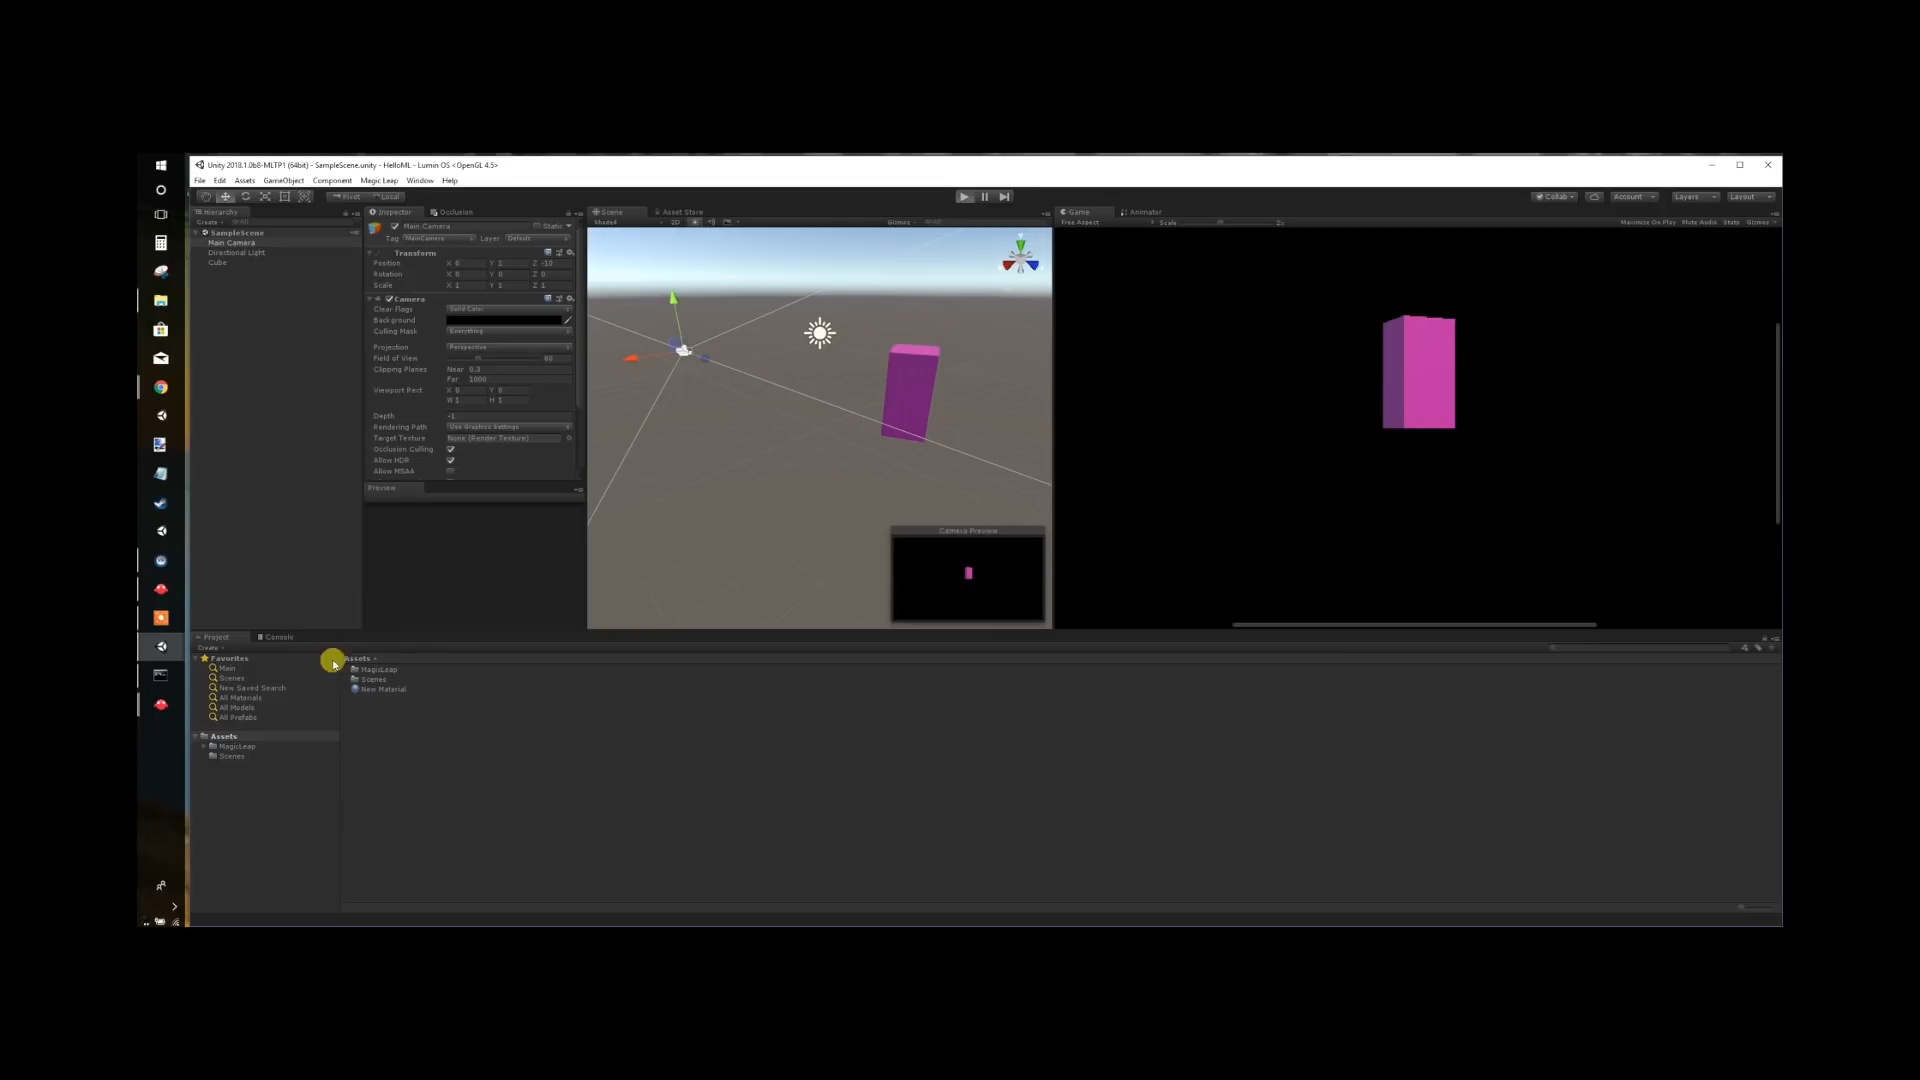 Unity 2018.1.0b8-MLTP1 (64bit) - SampleScene.unity - HelloML - Lumin OS <OpenGL 4.5>
File Edit Assets GameObject Component Magic Leap Window Help
Pivot Local
Collab Account Layers Layout
Hierarchy
Create
SampleScene
Main Camera
Directional Light
Cube
Inspector Occlusion
Main Camera Static
Tag MainCamera Layer Default
Transform
Position X 0 Y 1 Z -10
Rotation X 0 Y 0 Z 0
Scale X 1 Y 1 Z 1
Camera
Clear Flags Solid Color
Background
Culling Mask Everything
Projection Perspective
Field of View 60
Clipping Planes Near 0.3
Far 1000
Viewport Rect X 0 Y 0
W 1 H 1
Depth -1
Rendering Path Use Graphics Settings
Target Texture None (Render Texture)
Occlusion Culling
Allow HDR
Allow MSAA
Preview
Scene Asset Store
Shaded 2D Gizmos
Camera Preview
Game Animator
Free Aspect Scale 2x Maximize On Play Mute Audio Stats Gizmos
Project Console
Create
Favorites
Main
Scenes
New Saved Search
All Materials
All Models
All Prefabs
Assets
MagicLeap
Scenes
Assets
MagicLeap
Scenes
New Material